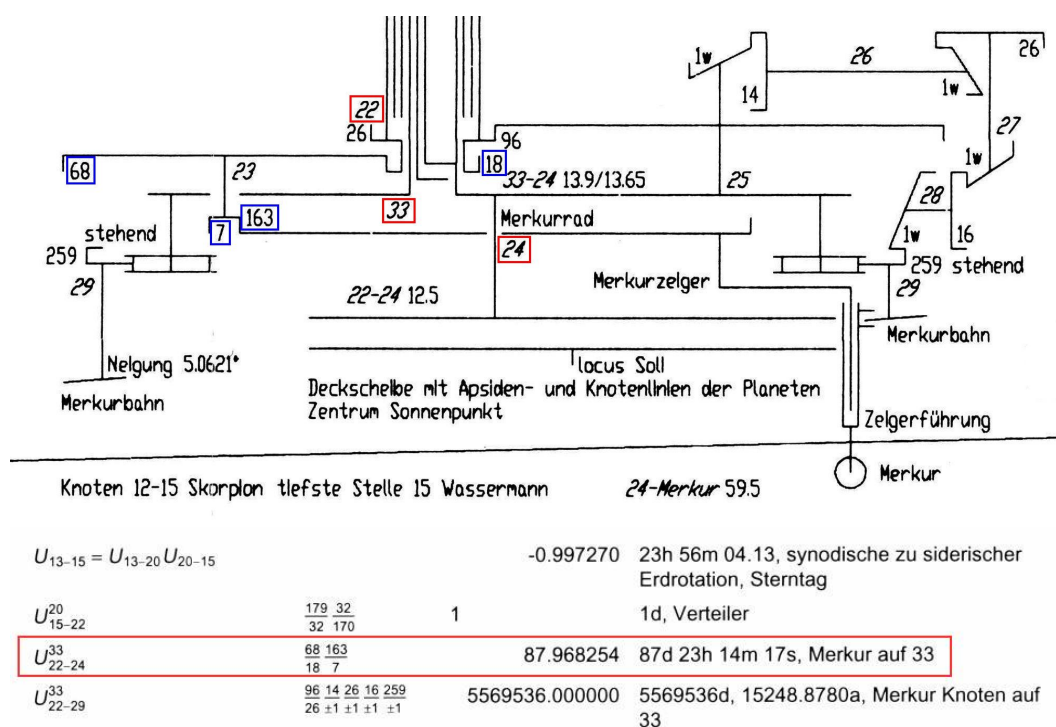 1w
26
26
1w
22
14
1w
26
96
27
68
23
18
1w
33-24 13.9/13.65
25
28
33
Merkurrad
7
163
stehend
24
1w
16
259
259 stehend
Merkurzeiger
29
29
22-24 12.5
Merkurbahn
Neigung 5.0621°
locus Soli
Merkurbahn
Deckscheibe mit Apsiden- und Knotenlinien der Planeten
Zentrum Sonnenpunkt
Zeigerführung
Merkur
Knoten 12-15 Skorpion tiefste Stelle 15 Wassermann
24-Merkur 59.5
U13–15 = U13–20 U20–15 -0.997270 23h 56m 04.13, synodische zu siderischer
Erdrotation, Sterntag
U²⁰15–22 179/32 32/170 1 1d, Verteiler
U³³22–24 68/18 163/7 87.968254 87d 23h 14m 17s, Merkur auf 33
U³³22–29 96/26 14/±1 26/±1 16/±1 259/±1 5569536.000000 5569536d, 15248.8780a, Merkur Knoten auf
33